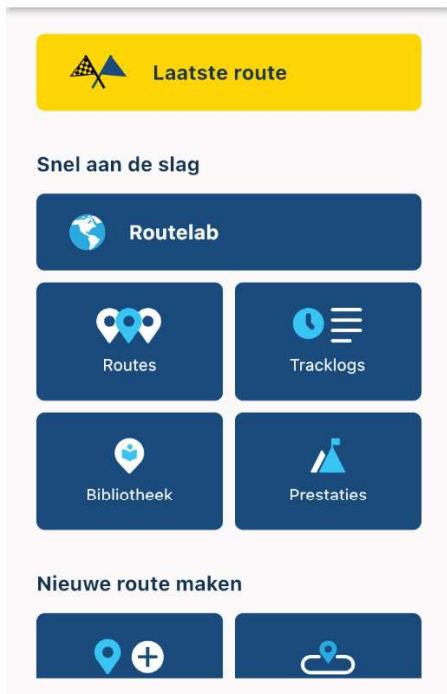 Laatste route
Snel aan de slag
Routelab
Routes
Tracklogs
Bibliotheek
Prestaties
Nieuwe route maken